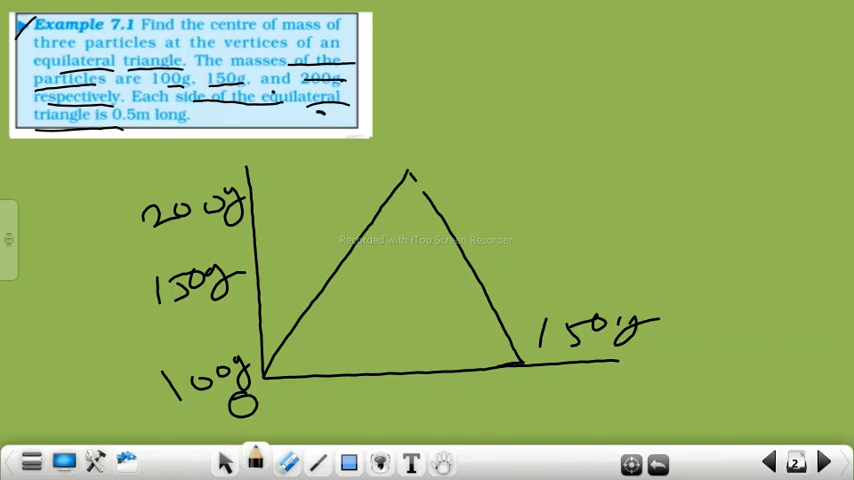 Example 7.1 Find the centre of mass of
three particles at the vertices of an
equilateral triangle. The masses of the
particles are 100g, 150g, and 200g
respectively. Each side of the equilateral
triangle is 0.5m long.
200g
Recorded with iTop Screen Recorder
150g
150g
100g
O
T
2